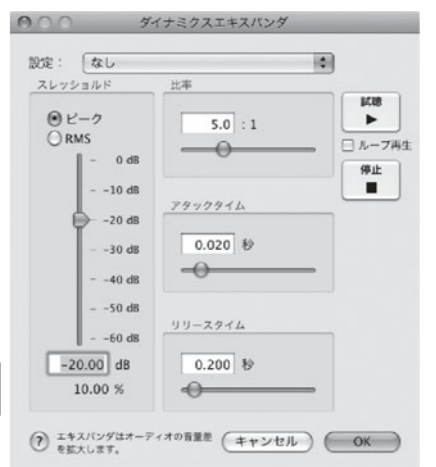 ダイナミクスエキスパンダ
設定： なし
スレッショルド
ピーク
RMS
- 0 dB
- -10 dB
- -20 dB
- -30 dB
- -40 dB
- -50 dB
- -60 dB
-20.00 dB
10.00 %
比率
5.0 : 1
アタックタイム
0.020 秒
リリースタイム
0.200 秒
試聴
ループ再生
停止
? エキスパンダはオーディオの音量差
を拡大します。
キャンセル
OK